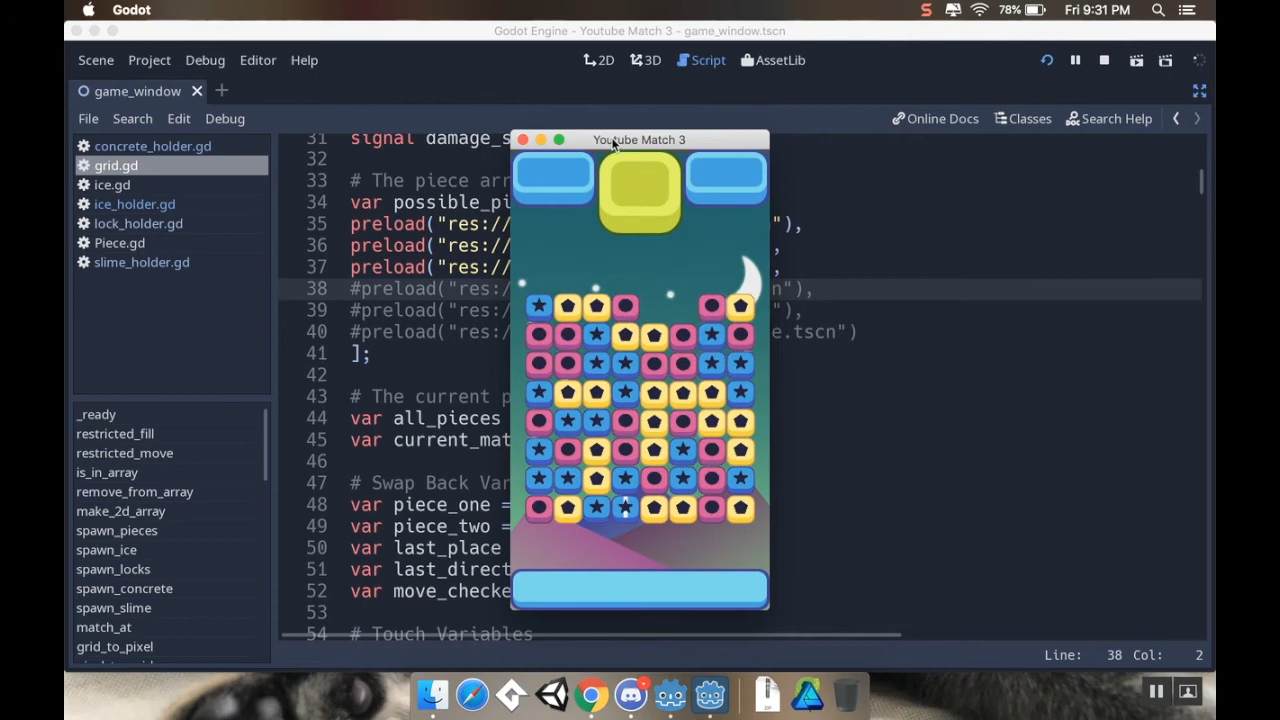 Godot
78%
Fri 9:31 PM
Godot Engine - Youtube Match 3 - game_window.tscn
Scene Project Debug Editor Help
2D 3D Script AssetLib
game_window
File Search Edit Debug
Online Docs Classes Search Help
concrete_holder.gd
grid.gd
ice.gd
ice_holder.gd
lock_holder.gd
Piece.gd
slime_holder.gd
_ready
restricted_fill
restricted_move
is_in_array
remove_from_array
make_2d_array
spawn_pieces
spawn_ice
spawn_locks
spawn_concrete
spawn_slime
match_at
grid_to_pixel
31 signal damage_s
32
33 # The piece arr
34 var possible_pi
35 preload("res:// "),
36 preload("res:// ,
37 preload("res:// ,
38 #preload("res:/ n"),
39 #preload("res:/ ),
40 #preload("res:/ e.tscn")
41 ];
42
43 # The current p
44 var all_pieces
45 var current_mat
46
47 # Swap Back Var
48 var piece_one =
49 var piece_two =
50 var last_place
51 var last_direct
52 var move_checke
53
54 # Touch Variables
Youtube Match 3
Line: 38 Col: 2